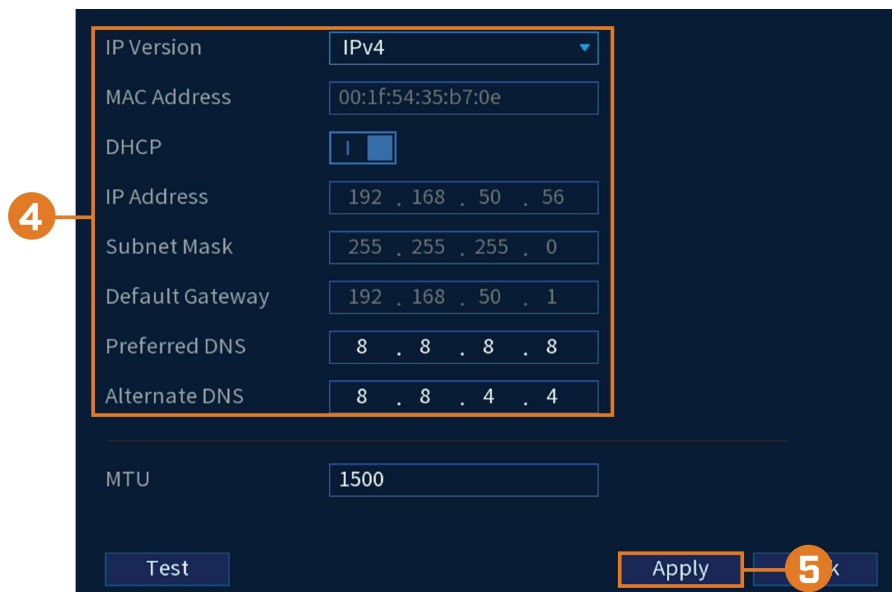 IP Version IPv4
MAC Address 00:1f:54:35:b7:0e
DHCP
4
IP Address 192 . 168 . 50 . 56
Subnet Mask 255 . 255 . 255 . 0
Default Gateway 192 . 168 . 50 . 1
Preferred DNS 8 . 8 . 8 . 8
Alternate DNS 8 . 8 . 4 . 4
MTU 1500
Test Apply 5